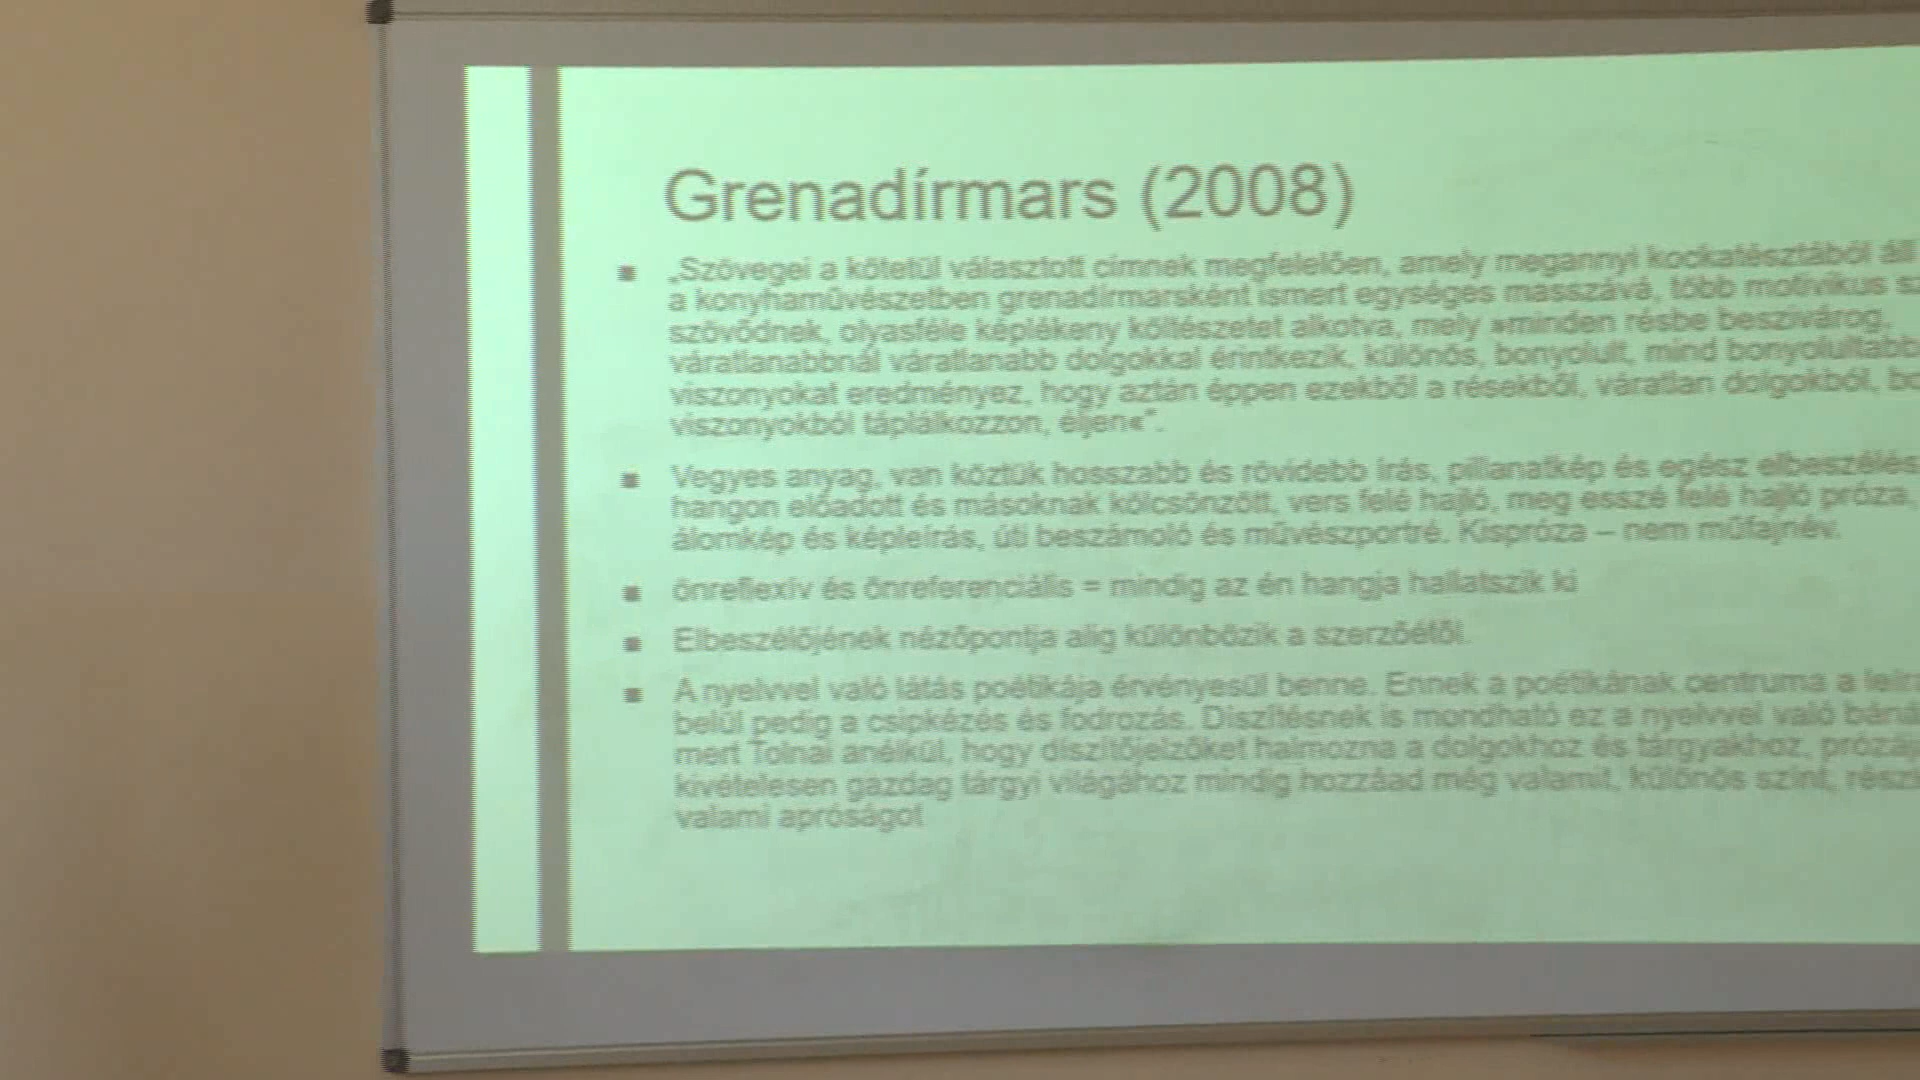 Grenadírmars (2008)
„Szövegei a kötetül választott címnek megfelelően, amely megannyi kockatésztából áll
a konyhaművészetben grenadírmarsként ismert egységes masszává, több motivikus
szövődnek, olyasféle képlékeny költészetet alkotva, mely »minden résbe beszivárog,
váratlanabbnál váratlanabb dolgokkal érintkezik, különös, bonyolult, mind bonyolultabb
viszonyokat eredményez, hogy aztán éppen ezekből a résekből, váratlan dolgokból,
viszonyokból táplálkozzon, éljen«”.
Vegyes anyag, van köztük hosszabb és rövidebb írás, pillanatkép és egész elbeszélés
hangon előadott és másoknak kölcsönzött, vers felé hajló, meg esszé felé hajló próza,
álomkép és képleírás, úti beszámoló és művészportré. Kispróza – nem műfajnév.
önreflexív és önreferenciális = mindig az én hangja hallatszik ki
Elbeszélőjének nézőpontja alig különbözik a szerzőétől.
A nyelvvel való látás poétikája érvényesül benne. Ennek a poétikának centruma a
belül pedig a csipkézés és fodrozás. Díszítésnek is mondható ez a nyelvvel való
mert Tolnai anélkül, hogy díszítőjelzőket halmozna a dolgokhoz és tárgyakhoz,
kivételesen gazdag tárgyi világához mindig hozzáad még valamit, különös színt,
valami apróságot